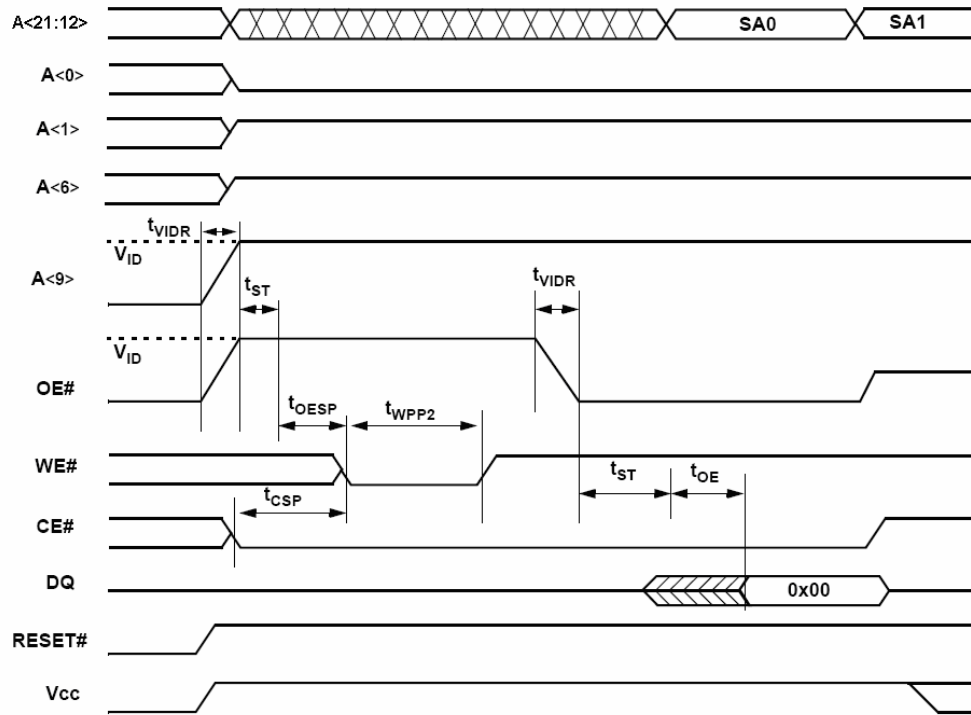 A<21:12> SA0 SA1
A<0>
A<1>
A<6>
tVIDR
VID
A<9>
tST tVIDR
VID
OE#
tOESP tWPP2
WE#
tST tOE
tCSP
CE#
DQ 0x00
RESET#
Vcc